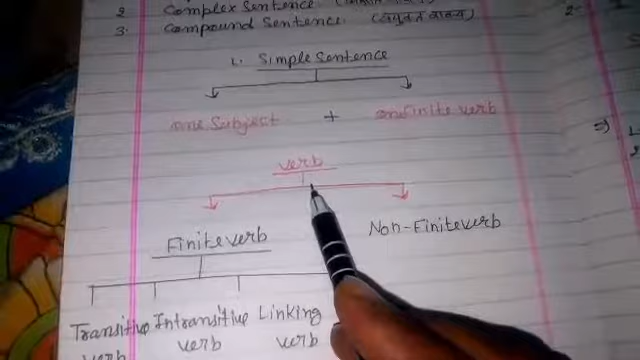 2 Complex Sentence
3. Compound Sentence. (संयुक्त वाक्य)
1. Simple Sentence
one Subject + one Finite verb
verb
Finite verb Non-Finite verb
Transitive Intransitive Linking
verb verb verb